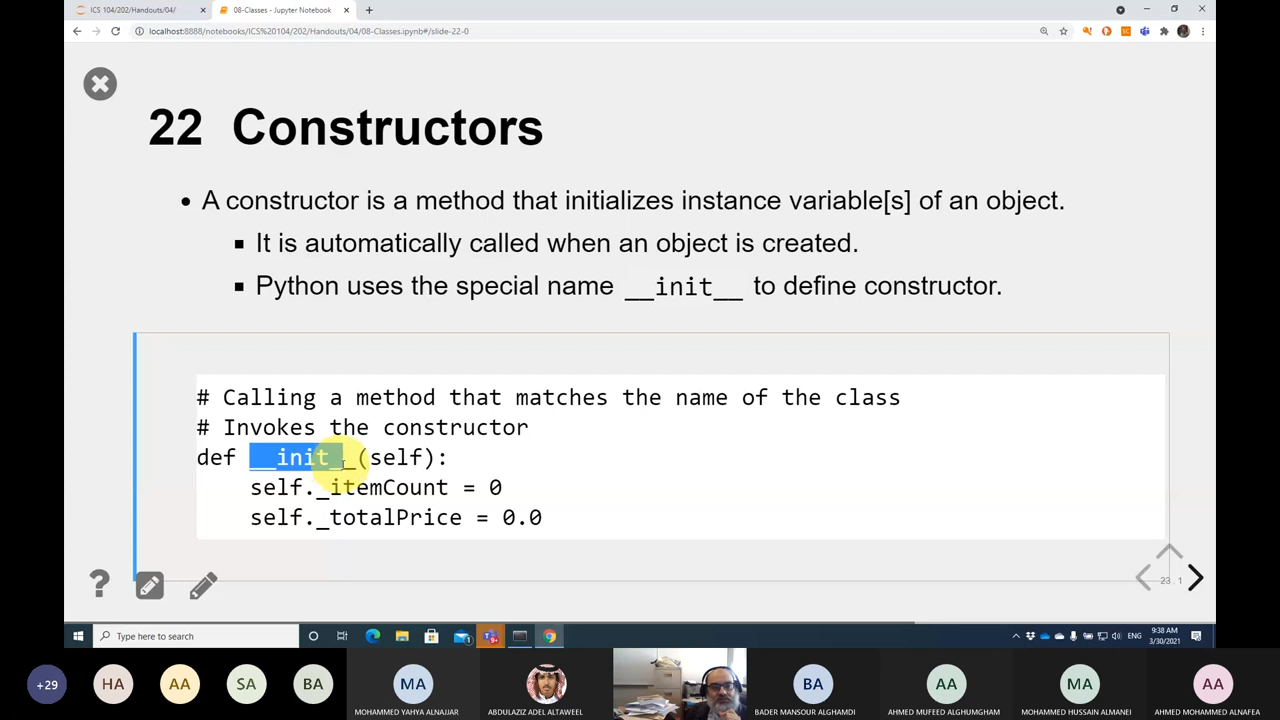 ICS 104/202/Handouts/04/
08-Classes - Jupyter Notebook
localhost:8888/notebooks/ICS%20104/202/Handouts/04/08-Classes.ipynb#/slide-22-0
22 Constructors
A constructor is a method that initializes instance variable[s] of an object.
It is automatically called when an object is created.
Python uses the special name __init__ to define constructor.
# Calling a method that matches the name of the class
# Invokes the constructor
def __init__(self):
self._itemCount = 0
self._totalPrice = 0.0
23 . 1
Type here to search
9+
1
ENG
9:38 AM
3/30/2021
+29
HA
AA
SA
BA
MA
BA
AA
MA
AA
MOHAMMED YAHYA ALNAJJAR
ABDULAZIZ ADEL ALTAWEEL
BADER MANSOUR ALGHAMDI
AHMED MUFEED ALGHUMGHAM
MOHAMMED HUSSAIN ALMANEI
AHMED MOHAMMED ALNAFEA